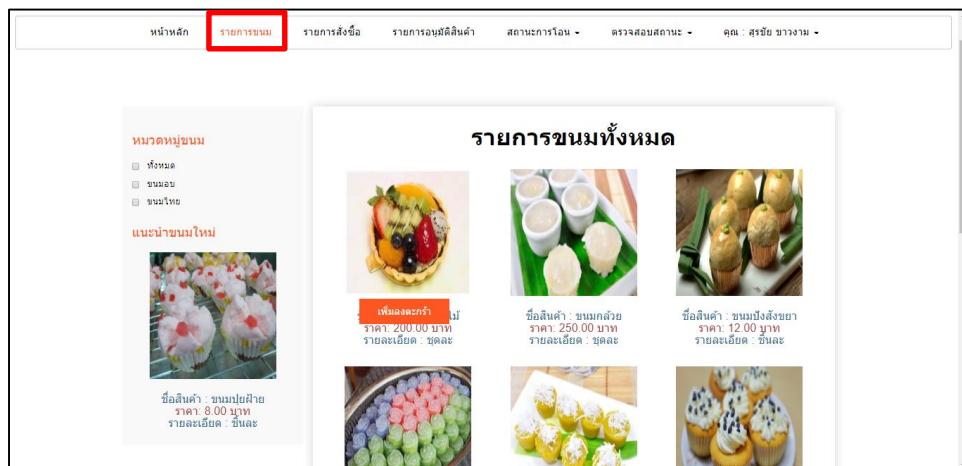 หน้าหลัก รายการขนม รายการสั่งซื้อ รายการอนุมัติสินค้า สถานะการโอน ตรวจสอบสถานะ คุณ : สุรชัย ขาวงาม
หมวดหมู่ขนม
ทั้งหมด
ขนมอบ
ขนมไทย
แนะนำขนมใหม่
ชื่อสินค้า : ขนมปุยฝ้าย
ราคา: 8.00 บาท
รายละเอียด : ชิ้นละ
รายการขนมทั้งหมด
เพิ่มลงตะกร้า
ราคา: 200.00 บาท
รายละเอียด : ชุดละ
ชื่อสินค้า : ขนมกล้วย
ราคา: 250.00 บาท
รายละเอียด : ชุดละ
ชื่อสินค้า : ขนมปังสังขยา
ราคา: 12.00 บาท
รายละเอียด : ชิ้นละ